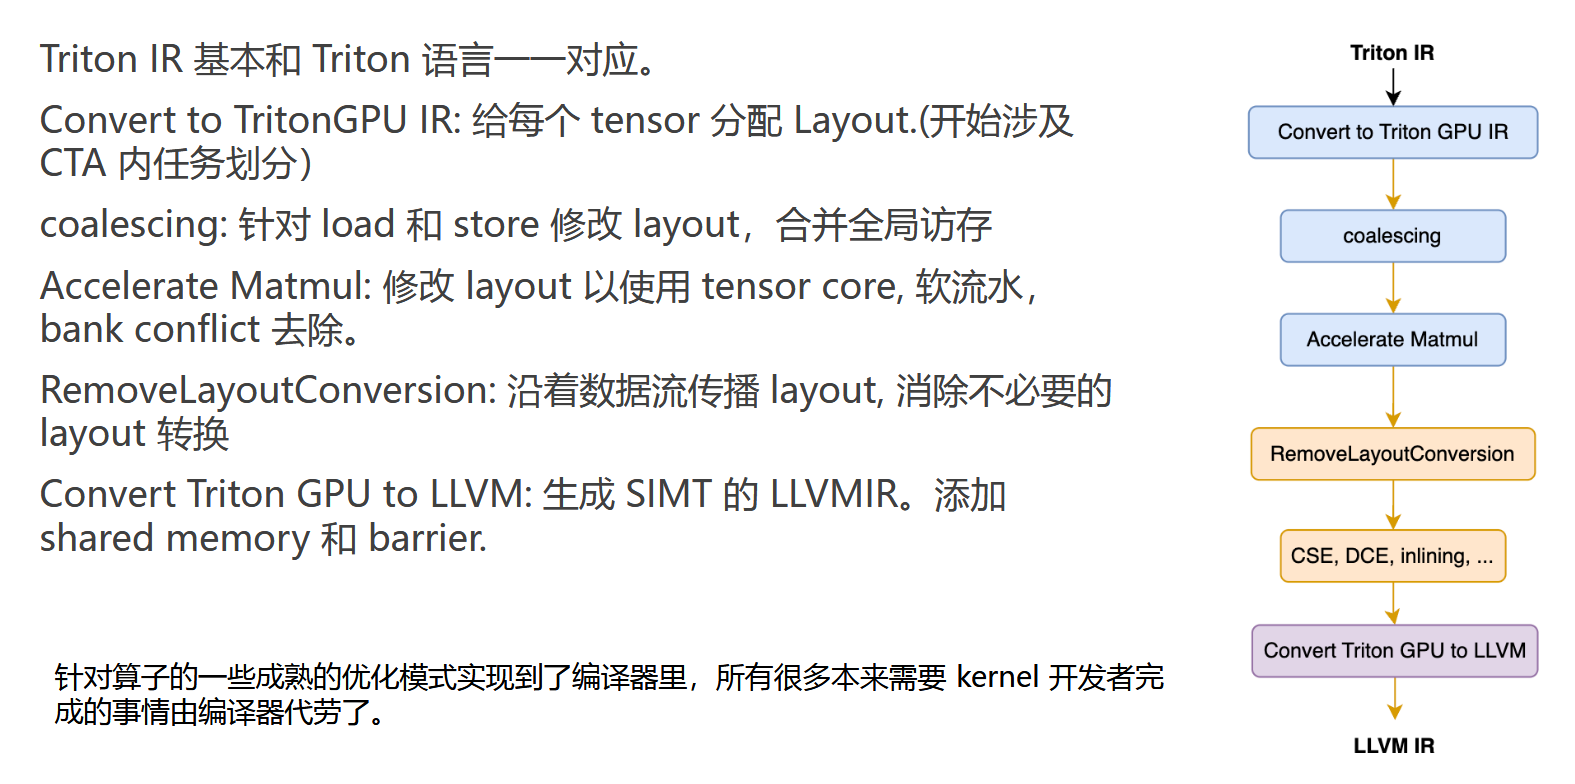 Triton IR 基本和 Triton 语言一一对应。
Convert to TritonGPU IR: 给每个 tensor 分配 Layout.(开始涉及
CTA 内任务划分）
coalescing: 针对 load 和 store 修改 layout，合并全局访存
Accelerate Matmul: 修改 layout 以使用 tensor core, 软流水，
bank conflict 去除。
RemoveLayoutConversion: 沿着数据流传播 layout, 消除不必要的
layout 转换
Convert Triton GPU to LLVM: 生成 SIMT 的 LLVMIR。添加
shared memory 和 barrier.
针对算子的一些成熟的优化模式实现到了编译器里，所有很多本来需要 kernel 开发者完
成的事情由编译器代劳了。
Triton IR
Convert to Triton GPU IR
coalescing
Accelerate Matmul
RemoveLayoutConversion
CSE, DCE, inlining, ...
Convert Triton GPU to LLVM
LLVM IR